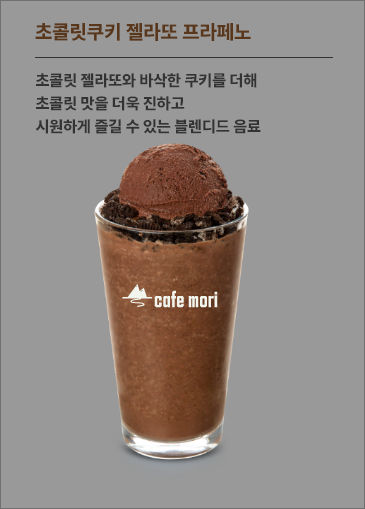 초콜릿쿠키 젤라또 프라페노
초콜릿 젤라또와 바삭한 쿠키를 더해
초콜릿 맛을 더욱 진하고
시원하게 즐길 수 있는 블렌디드 음료
cafe mori